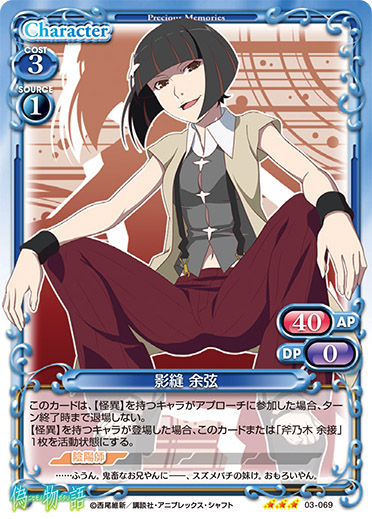 Precious Memories
Character
COST
3
SOURCE
1
40 AP
DP 0
影縫 余弦
このカードは、【怪異】を持つキャラがアプローチに参加した場合、ター
ン終了時まで退場しない。
【怪異】を持つキャラが登場した場合、このカードまたは「斧乃木 余接」
1枚を活動状態にする。
陰陽師
……ふうん。鬼畜なお兄やんに――、スズメバチの妹け。おもろいやん。
偽物語
©西尾維新／講談社・アニプレックス・シャフト
★★★ 03-069